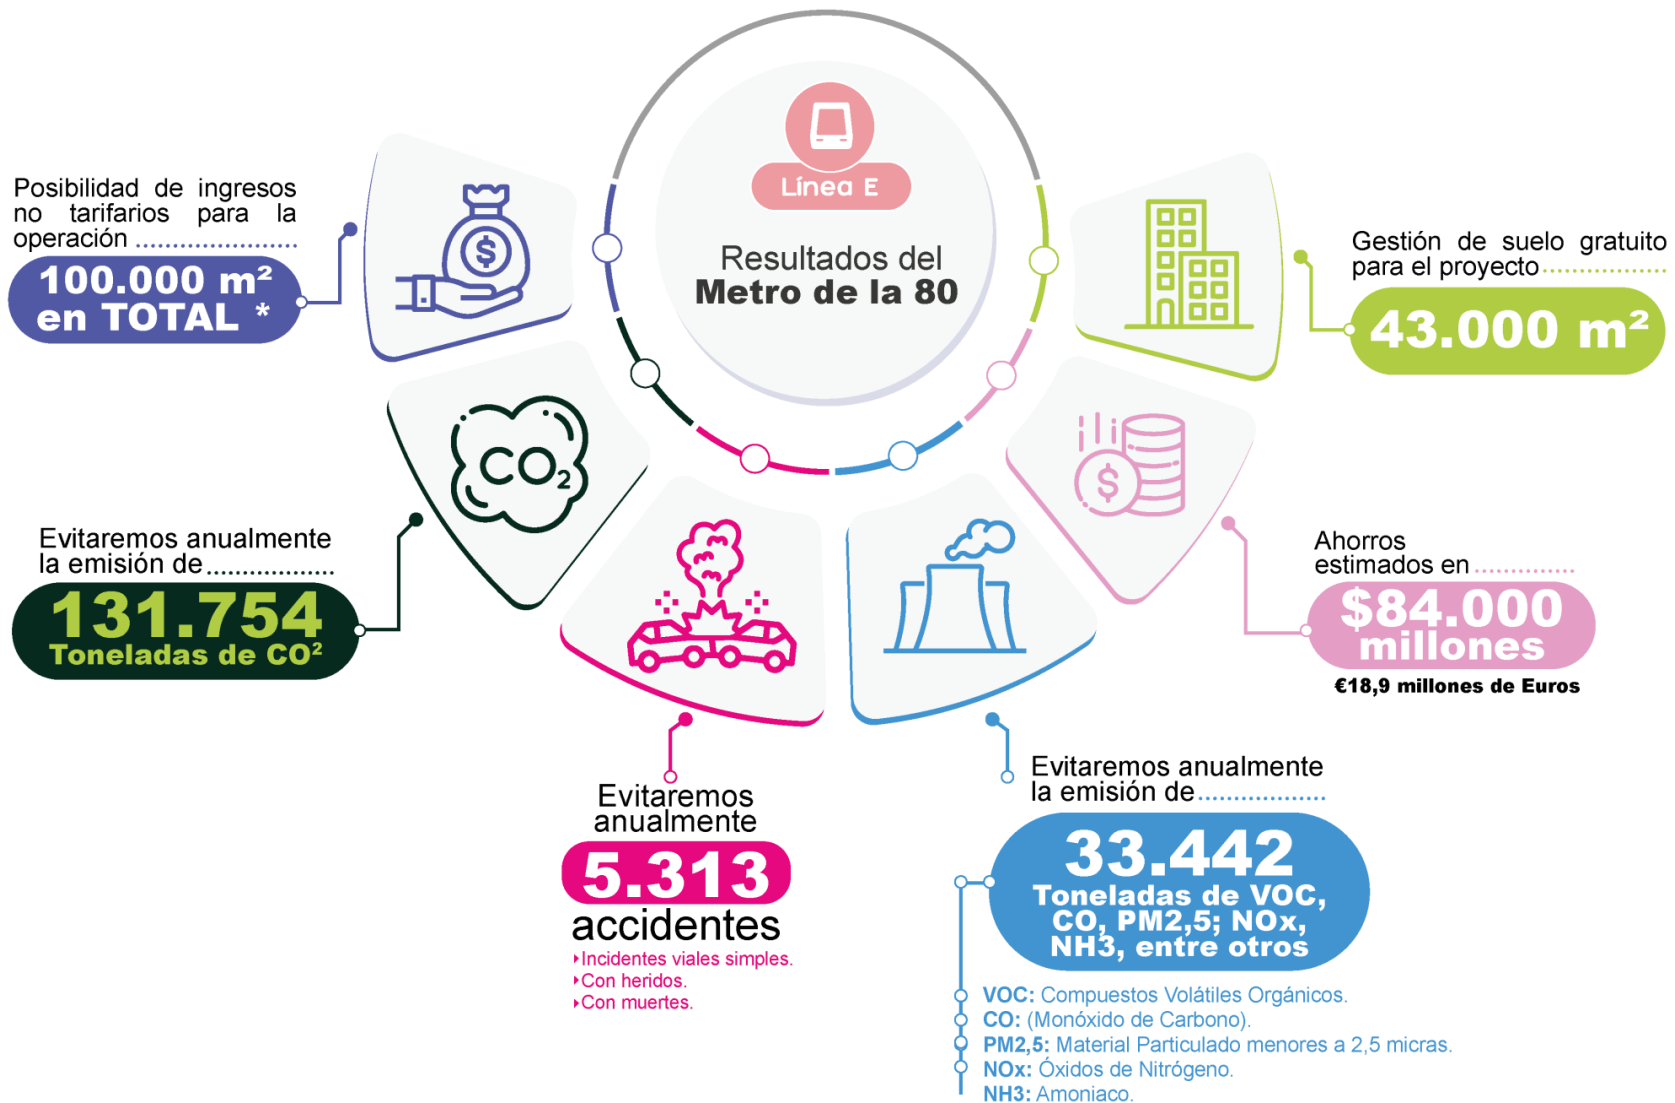 Línea E
Resultados del
Metro de la 80
Posibilidad de ingresos
no tarifarios para la
operación
100.000 m²
en TOTAL *
$
CO₂
Evitaremos anualmente
la emisión de
131.754
Toneladas de CO²
Evitaremos
anualmente
5.313
accidentes
Incidentes viales simples.
Con heridos.
Con muertes.
Evitaremos anualmente
la emisión de
33.442
Toneladas de VOC,
CO, PM2,5; NOx,
NH3, entre otros
VOC: Compuestos Volátiles Orgánicos.
CO: (Monóxido de Carbono).
PM2,5: Material Particulado menores a 2,5 micras.
NOx: Óxidos de Nitrógeno.
NH3: Amoniaco.
$
Ahorros
estimados en
$84.000
millones
€18,9 millones de Euros
Gestión de suelo gratuito
para el proyecto
43.000 m²